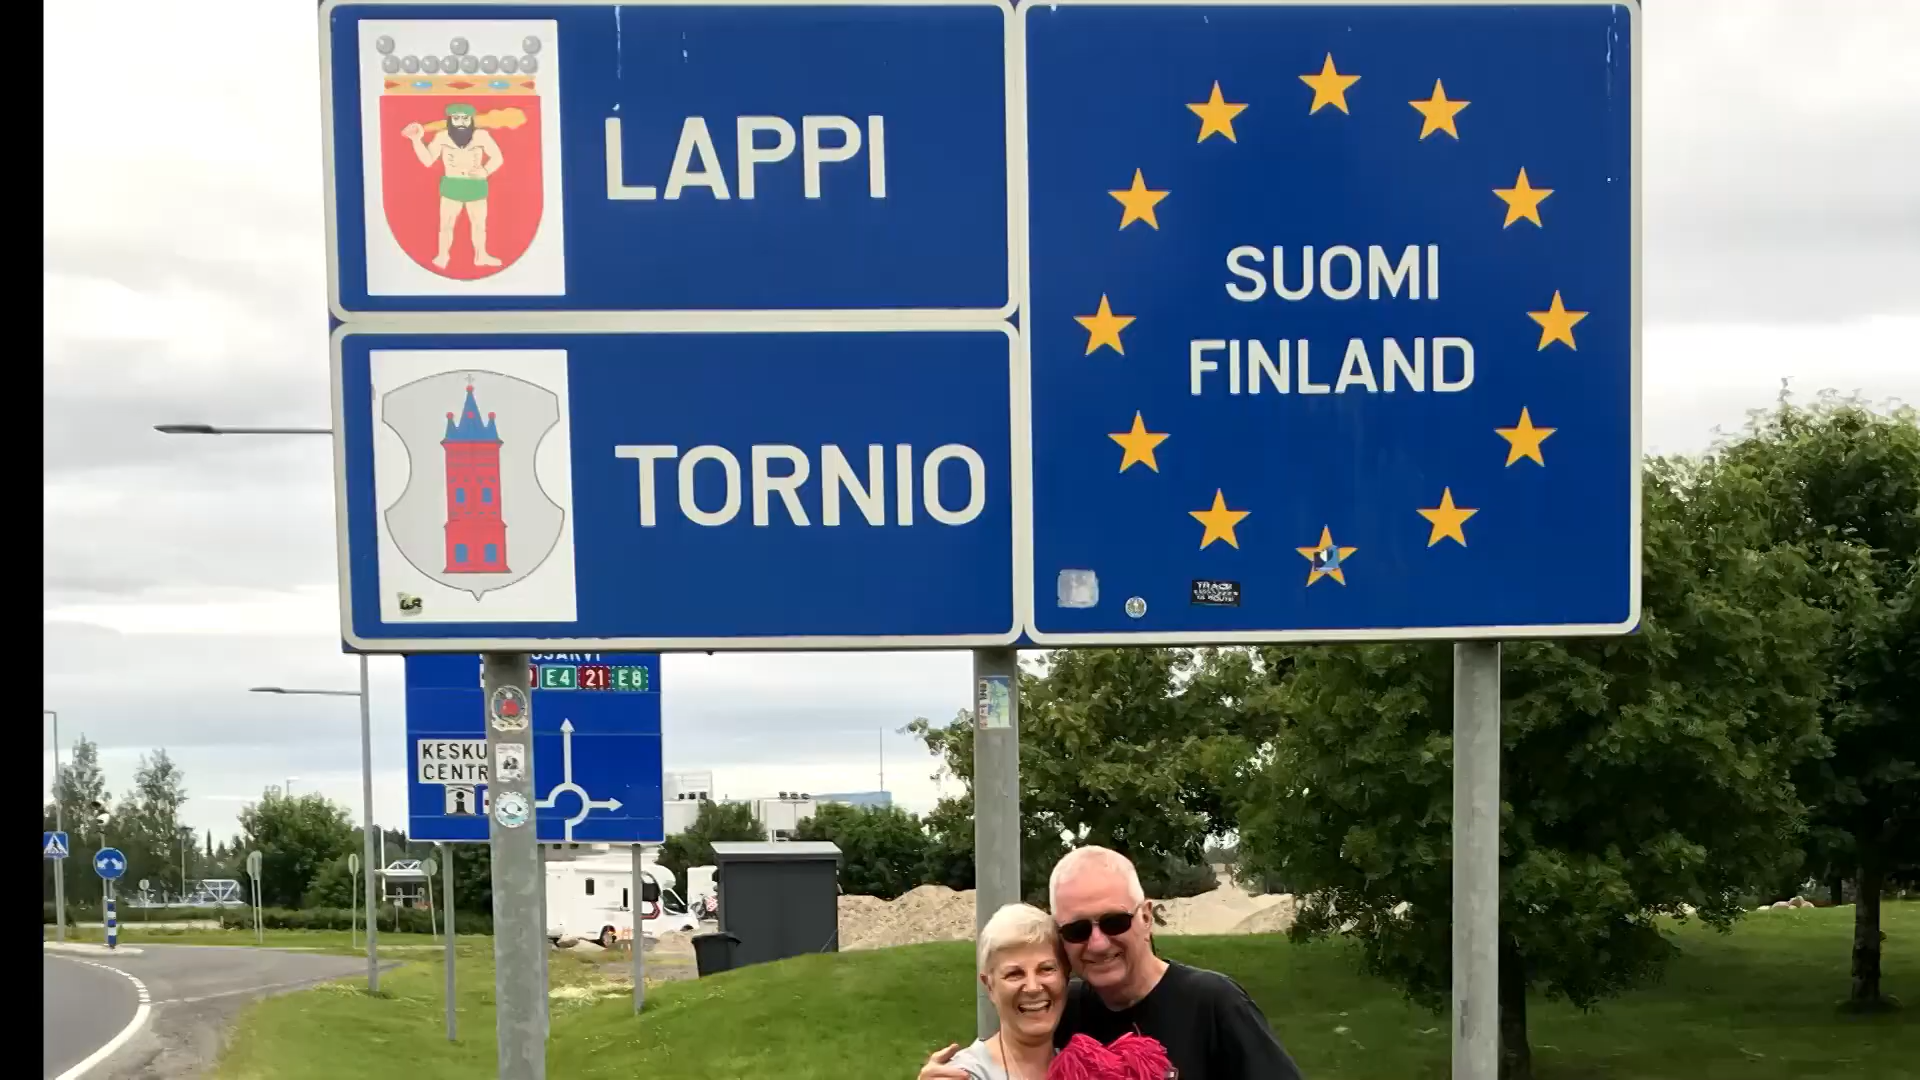 LAPPI
SUOMI
FINLAND
TORNIO
E4 21 E8
KESKU
CENTR